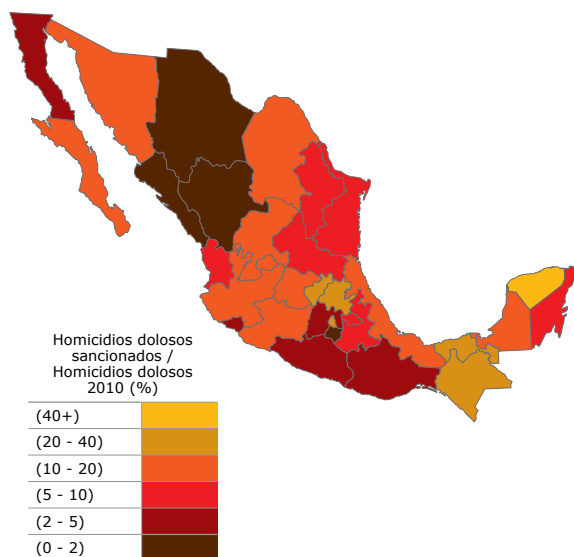 Homicidios dolosos
sancionados /
Homicidios dolosos
2010 (%)
(40+)
(20 - 40)
(10 - 20)
(5 - 10)
(2 - 5)
(0 - 2)